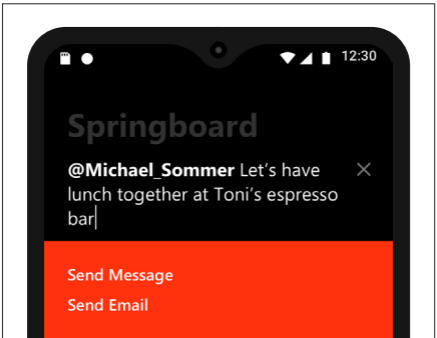 12:30
Springboard
@Michael_Sommer Let’s have
lunch together at Toni’s espresso
bar
Send Message
Send Email